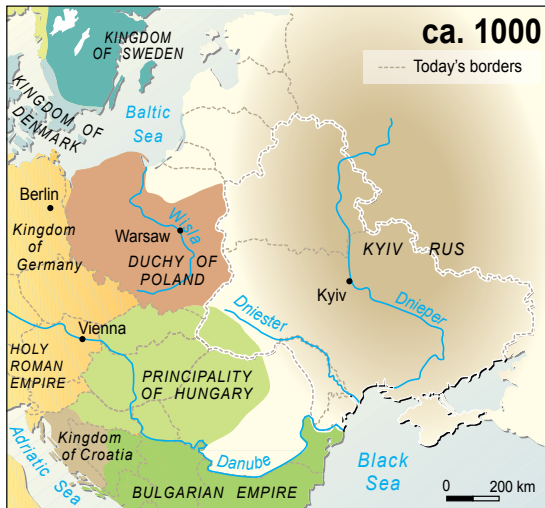 ca. 1000
Today's borders
KINGDOM
OF SWEDEN
KINGDOM OF
DENMARK
Baltic
Sea
Berlin
Kingdom
of
Germany
Wisla
Warsaw
DUCHY OF
POLAND
KYIV RUS
Kyiv
Dnieper
Dniester
Vienna
HOLY
ROMAN
EMPIRE
PRINCIPALITY
OF HUNGARY
Kingdom
of Croatia
Adriatic Sea
Danube
BULGARIAN EMPIRE
Black
Sea
0 200 km